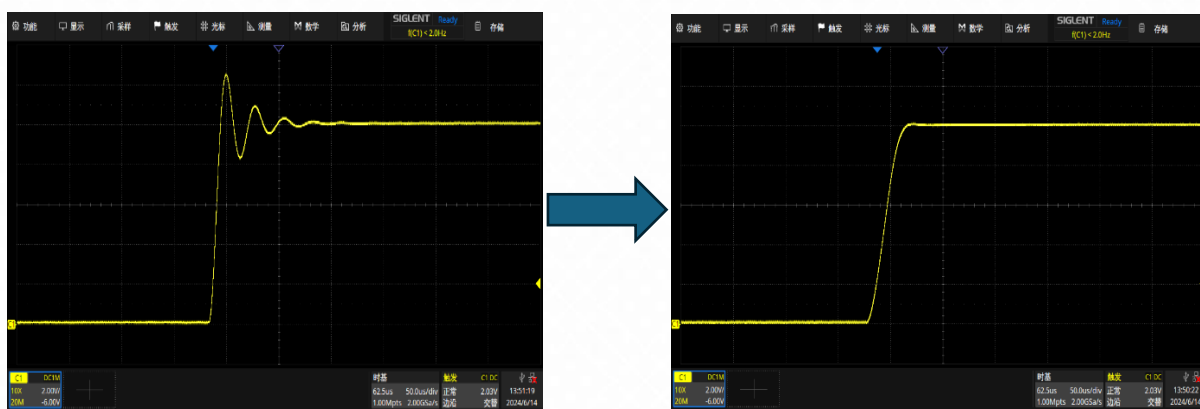 功能 显示 采样 触发 光标 测量 数学 分析 SIGLENT Ready 存储
f(C1) < 2.0Hz
C1
C1 DC1M
10X 2.00V/
20M -6.00V
时基 触发 C1 DC
62.5us 50.0us/div 正常 2.03V 13:51:19
1.00Mpts 2.00GSa/s 边沿 交替 2024/6/14
功能 显示 采样 触发 光标 测量 数学 分析 SIGLENT Ready 存储
f(C1) < 2.0Hz
C1
C1 DC1M
10X 2.00V/
20M -6.00V
时基 触发 C1 DC
62.5us 50.0us/div 正常 2.03V 13:50:22
1.00Mpts 2.00GSa/s 边沿 交替 2024/6/14